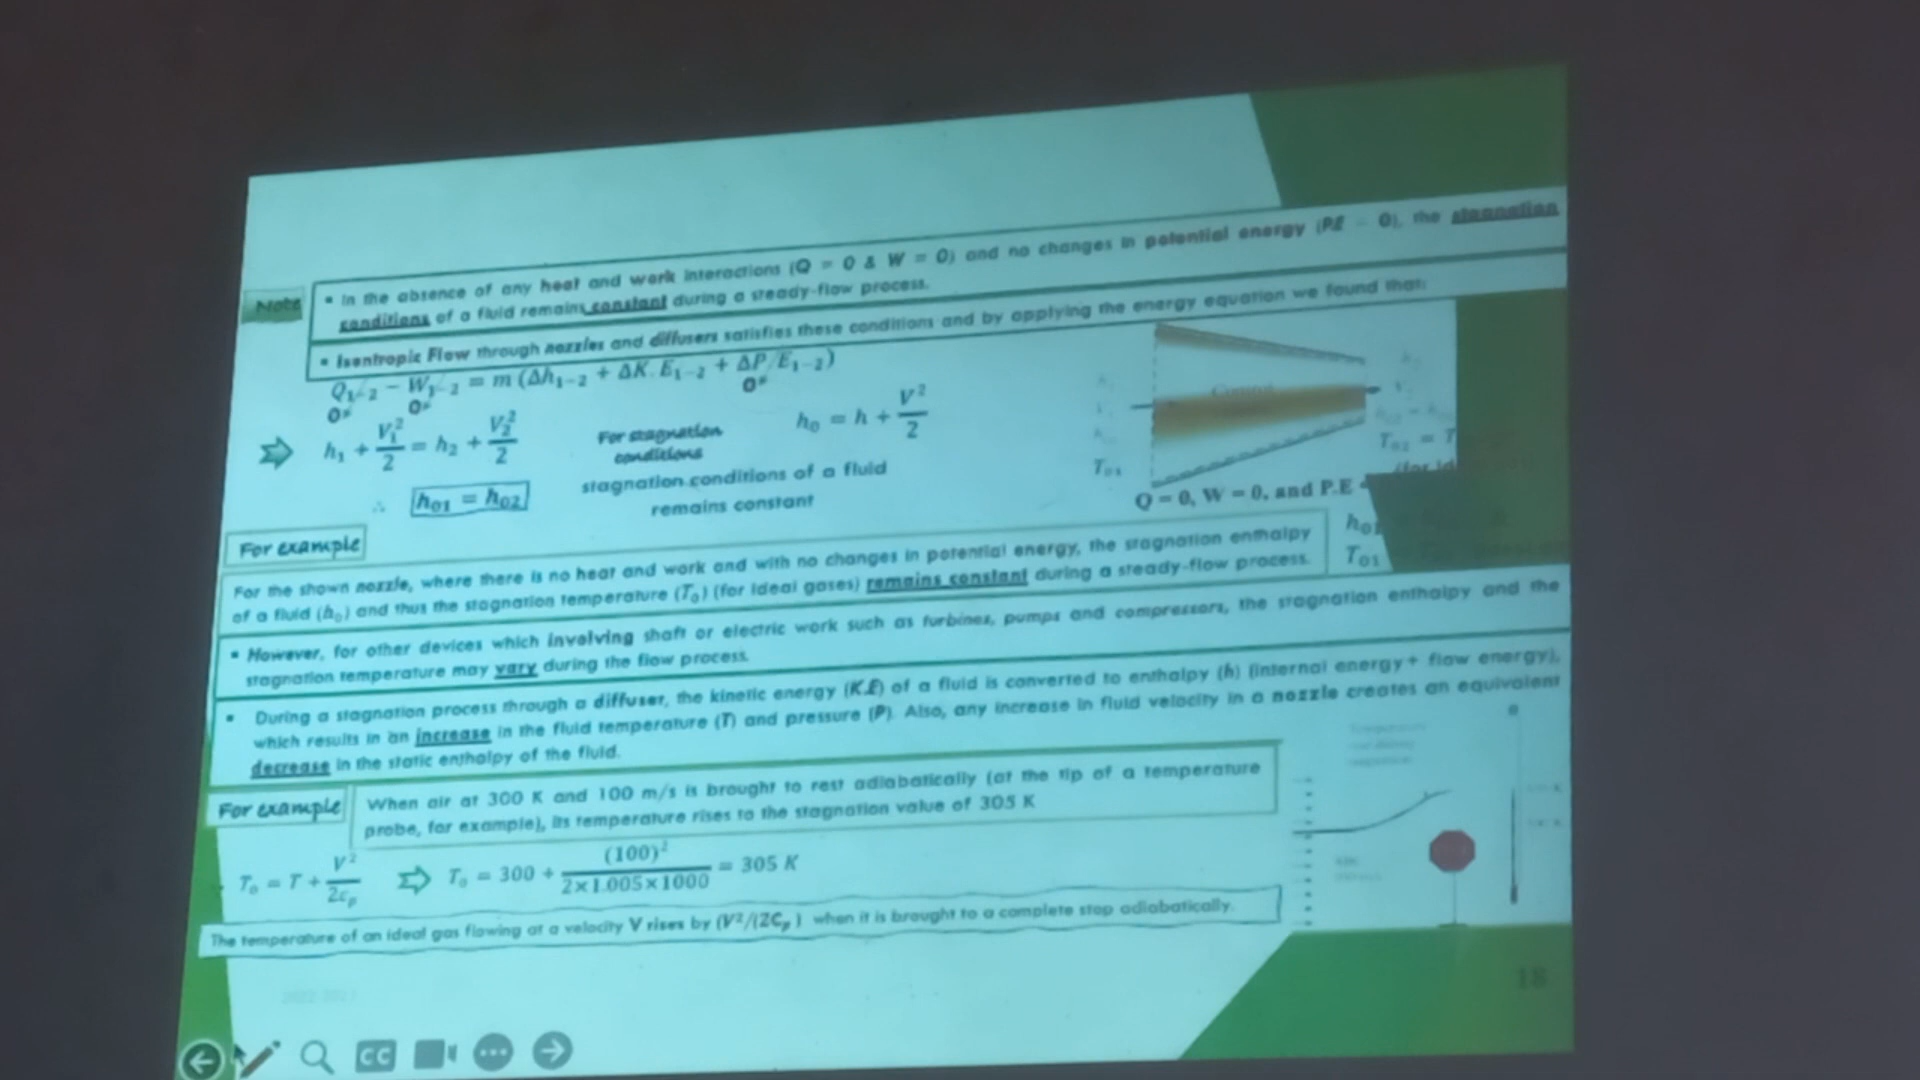 Note
▪ In the absence of any heat and work interactions (Q = 0 & W = 0) and no changes in potential energy (PE = 0), the stagnation
conditions of a fluid remains constant during a steady-flow process.
▪ Isentropic Flow through nozzles and diffusers satisfies these conditions and by applying the energy equation we found that:
Q₁₋₂ − W₁₋₂ = m (Δh₁₋₂ + ΔK.E₁₋₂ + ΔP.E₁₋₂)
0 0 0
h₁ + V₁²/2 = h₂ + V₂²/2
For stagnation
conditions
h₀ = h + V²/2
∴ h₀₁ = h₀₂
stagnation conditions of a fluid
remains constant
Control
T₀₁
T₀₂ = T
Q = 0, W = 0, and P.E
h₀₁
T₀₁
For example
For the shown nozzle, where there is no heat and work and with no changes in potential energy, the stagnation enthalpy
of a fluid (h₀) and thus the stagnation temperature (T₀) (for ideal gases) remains constant during a steady-flow process.
▪ However, for other devices which involving shaft or electric work such as turbines, pumps and compressors, the stagnation enthalpy and the
stagnation temperature may vary during the flow process.
▪ During a stagnation process through a diffuser, the kinetic energy (K.E) of a fluid is converted to enthalpy (h) (internal energy+ flow energy),
which results in an increase in the fluid temperature (T) and pressure (P). Also, any increase in fluid velocity in a nozzle creates an equivalent
decrease in the static enthalpy of the fluid.
For example
When air at 300 K and 100 m/s is brought to rest adiabatically (at the tip of a temperature
probe, for example), its temperature rises to the stagnation value of 305 K
T₀ = T + V²/2cₚ
T₀ = 300 + (100)²/2×1.005×1000 = 305 K
The temperature of an ideal gas flowing at a velocity V rises by (V²/(2Cₚ) when it is brought to a complete stop adiabatically.
18
CC